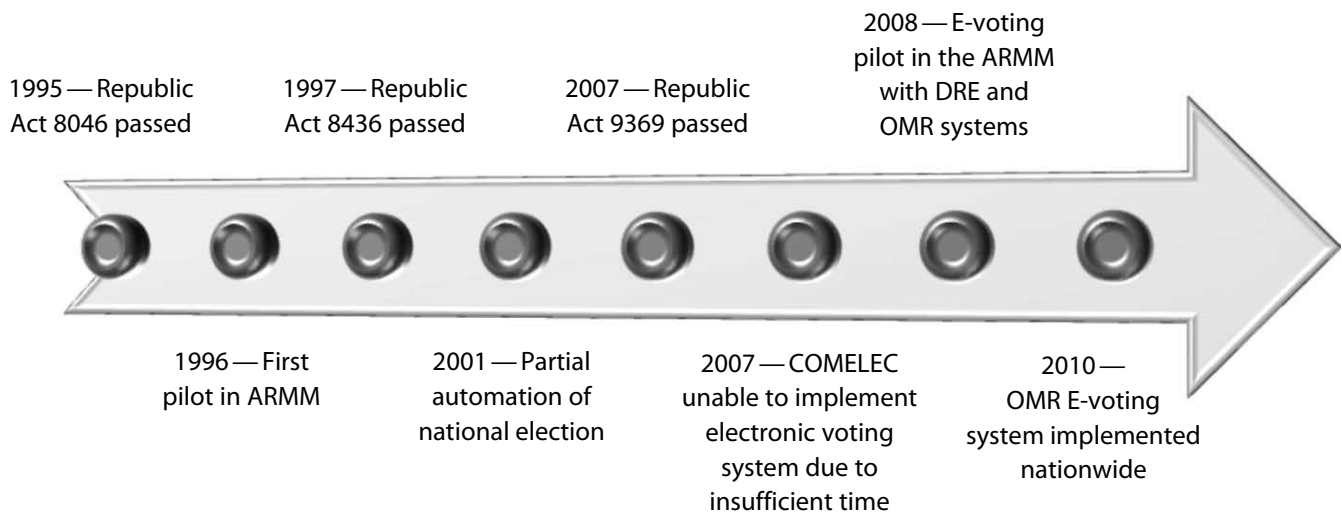 1995 — Republic
Act 8046 passed
1996 — First
pilot in ARMM
1997 — Republic
Act 8436 passed
2001 — Partial
automation of
national election
2007 — Republic
Act 9369 passed
2007 — COMELEC
unable to implement
electronic voting
system due to
insufficient time
2008 — E-voting
pilot in the ARMM
with DRE and
OMR systems
2010 —
OMR E-voting
system implemented
nationwide